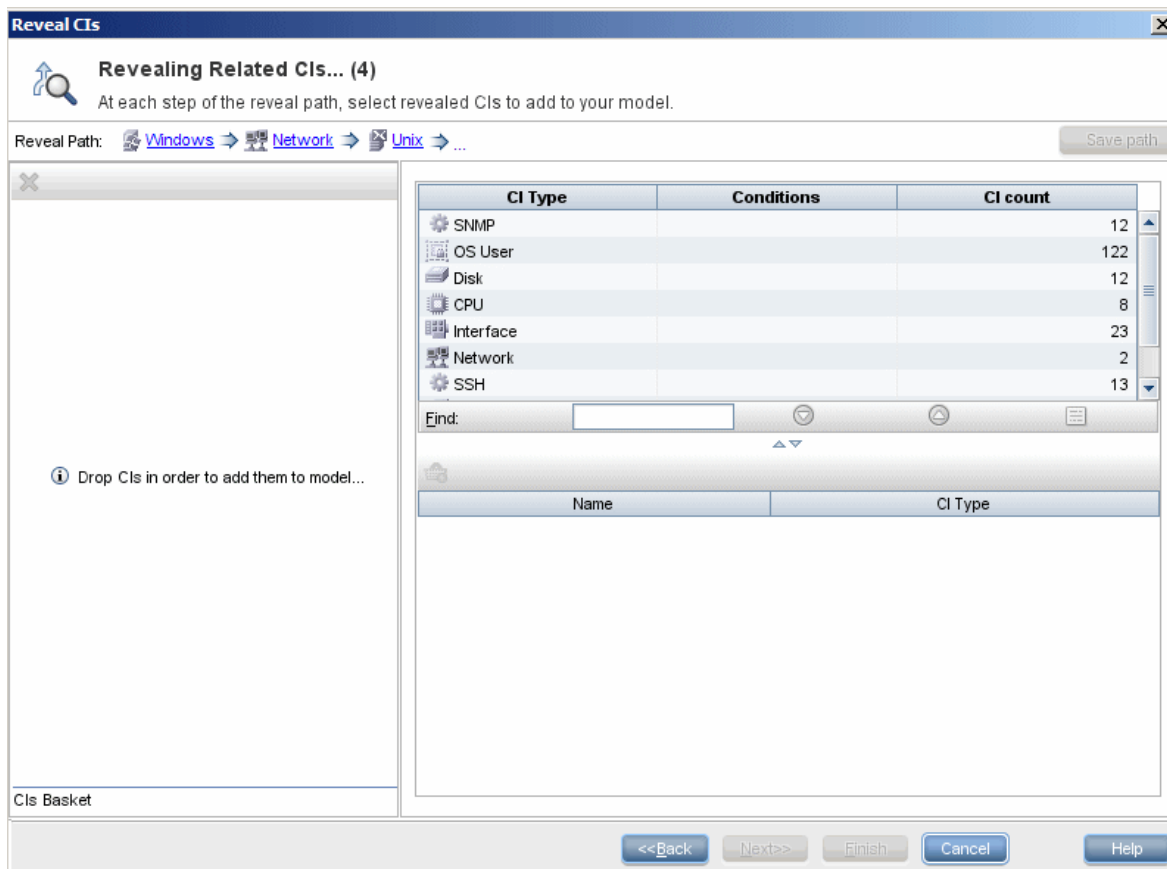 Reveal CIs
Revealing Related CIs... (4)
At each step of the reveal path, select revealed CIs to add to your model.
Reveal Path: Windows Network Unix ... Save path
CI Type Conditions CI count
SNMP 12
OS User 122
Disk 12
CPU 8
Interface 23
Network 2
SSH 13
Find:
Drop CIs in order to add them to model...
Name CI Type
CIs Basket
<<Back Next>> Finish Cancel Help